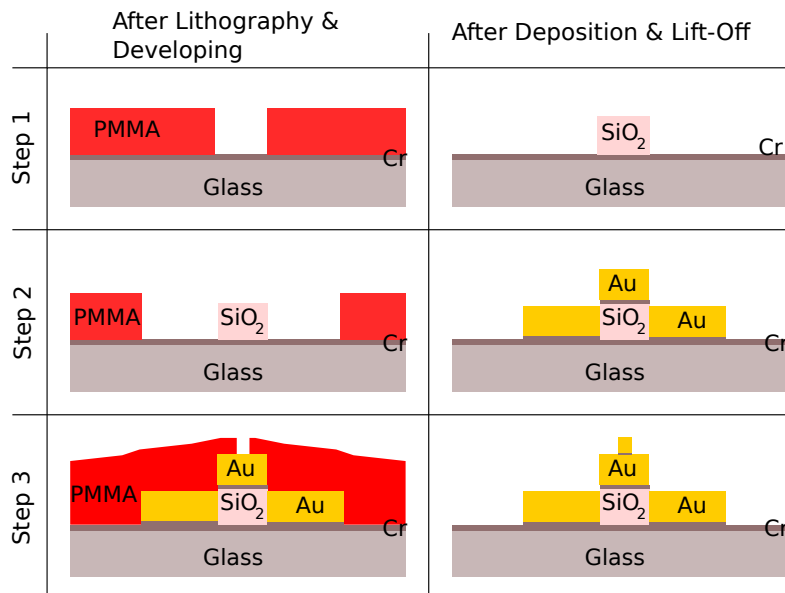 After Lithography &
Developing
After Deposition & Lift-Off
Step 1
PMMA
Cr
Glass
SiO2
Cr
Step 2
PMMA
SiO2
Cr
Glass
Au
SiO2
Au
Cr
Glass
Step 3
PMMA
Au
SiO2
Au
Cr
Glass
Au
SiO2
Au
Cr
Glass